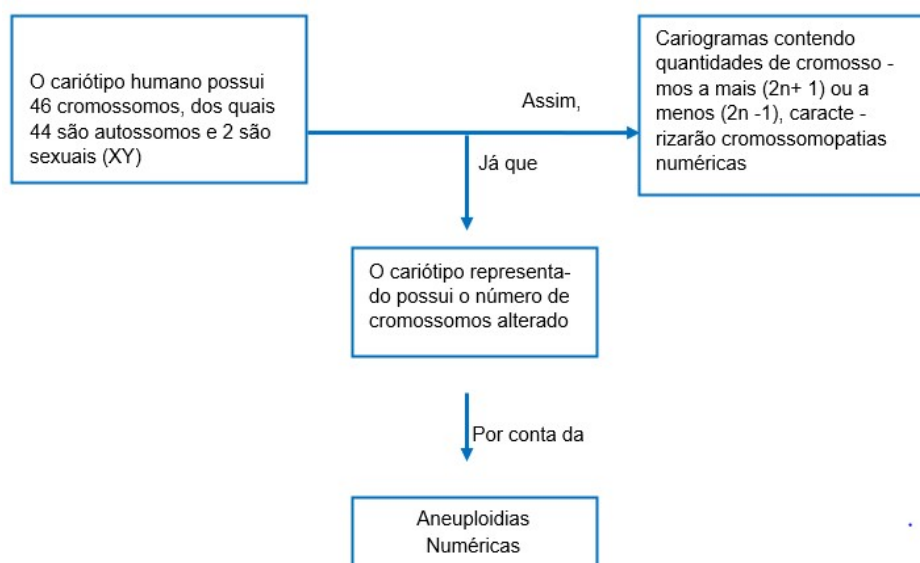 O cariótipo humano possui
46 cromossomos, dos quais
44 são autossomos e 2 são
sexuais (XY)
Assim,
Cariogramas contendo
quantidades de cromosso -
mos a mais (2n+ 1) ou a
menos (2n -1), caracte -
rizarão cromossomopatias
numéricas
Já que
O cariótipo representa-
do possui o número de
cromossomos alterado
Por conta da
Aneuploidias
Numéricas